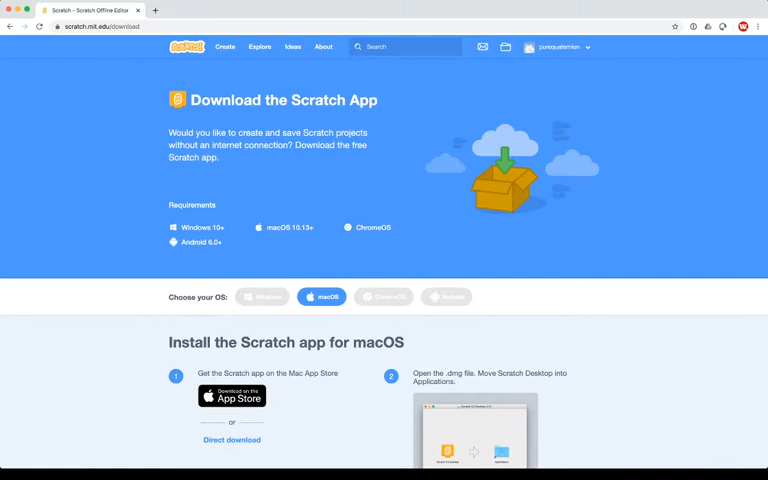 Scratch - Scratch Offline Editor
scratch.mit.edu/download
SCRATCH
Create
Explore
Ideas
About
Search
purequaternion
Download the Scratch App
Would you like to create and save Scratch projects
without an internet connection? Download the free
Scratch app.
Requirements
Windows 10+
macOS 10.13+
ChromeOS
Android 6.0+
Choose your OS:
Windows
macOS
ChromeOS
Android
Install the Scratch app for macOS
1
Get the Scratch app on the Mac App Store
Download on the
App Store
or
Direct download
2
Open the .dmg file. Move Scratch Desktop into
Applications.